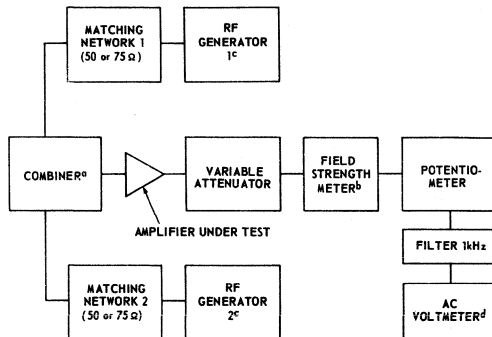 MATCHING
NETWORK 1
(50 or 75 Ω)
RF
GENERATOR
1c
COMBINERa
VARIABLE
ATTENUATOR
FIELD
STRENGTH
METERb
POTENTIO-
METER
AMPLIFIER UNDER TEST
FILTER 1kHz
MATCHING
NETWORK 2
(50 or 75 Ω)
RF
GENERATOR
2c
AC
VOLTMETERd